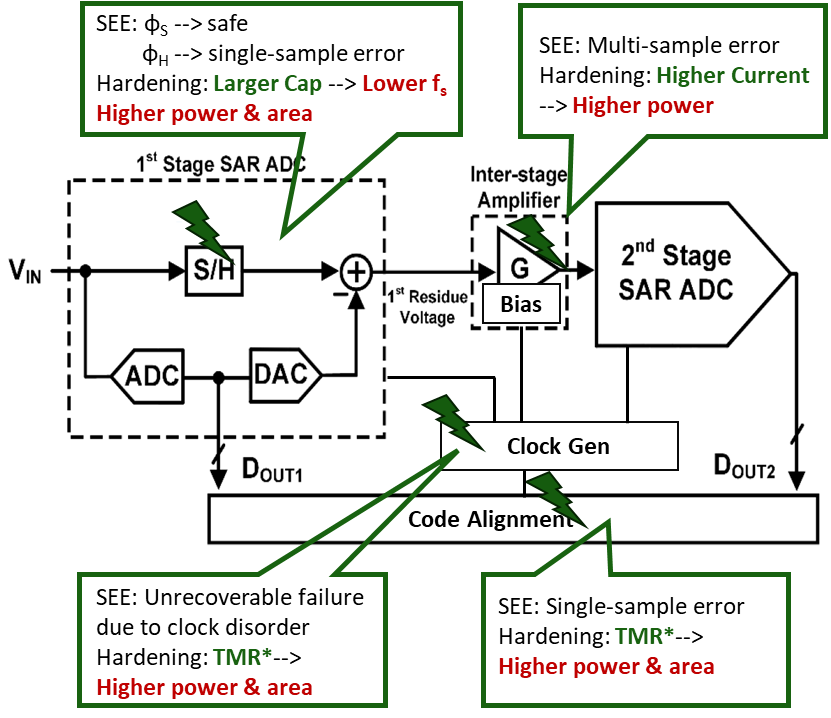 SEE: ϕS --> safe
ϕH --> single-sample error
Hardening: Larger Cap --> Lower fs
Higher power & area
SEE: Multi-sample error
Hardening: Higher Current
--> Higher power
1st Stage SAR ADC
Inter-stage
Amplifier
VIN
S/H
+
−
G
Bias
1st Residue
Voltage
2nd Stage
SAR ADC
ADC
DAC
Clock Gen
DOUT1
DOUT2
Code Alignment
SEE: Unrecoverable failure
due to clock disorder
Hardening: TMR*-->
Higher power & area
SEE: Single-sample error
Hardening: TMR*-->
Higher power & area